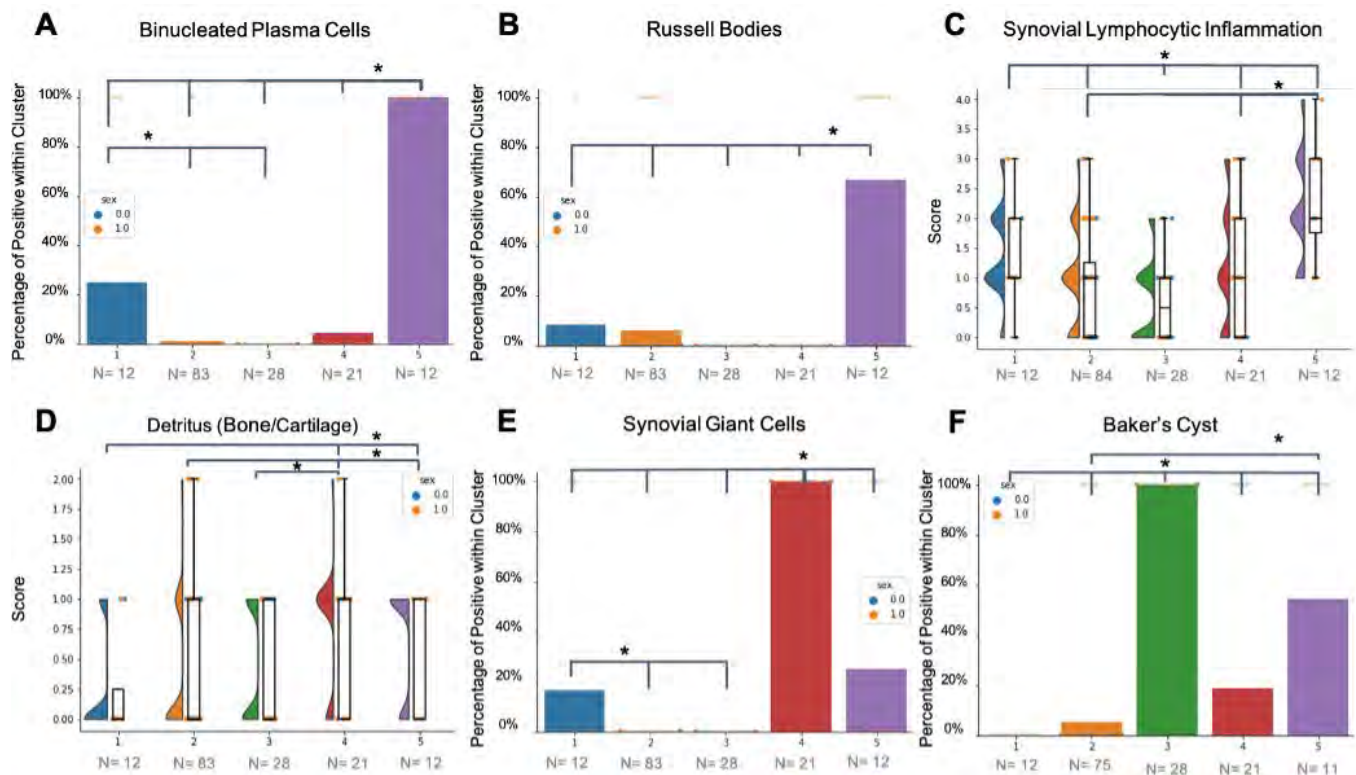 A
Binucleated Plasma Cells
Percentage of Positive within Cluster
100%
80%
60%
40%
20%
0%
*
*
sex
0.0
1.0
1 2 3 4 5
N= 12 N= 83 N= 28 N= 21 N= 12
B
Russell Bodies
Percentage of Positive within Cluster
100%
80%
60%
40%
20%
0%
*
sex
0.0
1.0
1 2 3 4 5
N= 12 N= 83 N= 28 N= 21 N= 12
C
Synovial Lymphocytic Inflammation
Score
*
*
4.0
3.5
3.0
2.5
2.0
1.5
1.0
0.5
0.0
1 2 3 4 5
N= 12 N= 84 N= 28 N= 21 N= 12
D
Detritus (Bone/Cartilage)
Score
*
*
*
2.00
1.75
1.50
1.25
1.00
0.75
0.50
0.25
0.00
sex
0.0
1.0
1 2 3 4 5
N= 12 N= 83 N= 28 N= 21 N= 12
E
Synovial Giant Cells
Percentage of Positive within Cluster
100%
80%
60%
40%
20%
0%
*
*
sex
0.0
1.0
1 2 3 4 5
N= 12 N= 83 N= 28 N= 21 N= 12
F
Baker's Cyst
Percentage of Positive within Cluster
100%
80%
60%
40%
20%
0%
*
*
sex
0.0
1.0
1 2 3 4 5
N= 12 N= 75 N= 28 N= 21 N= 11